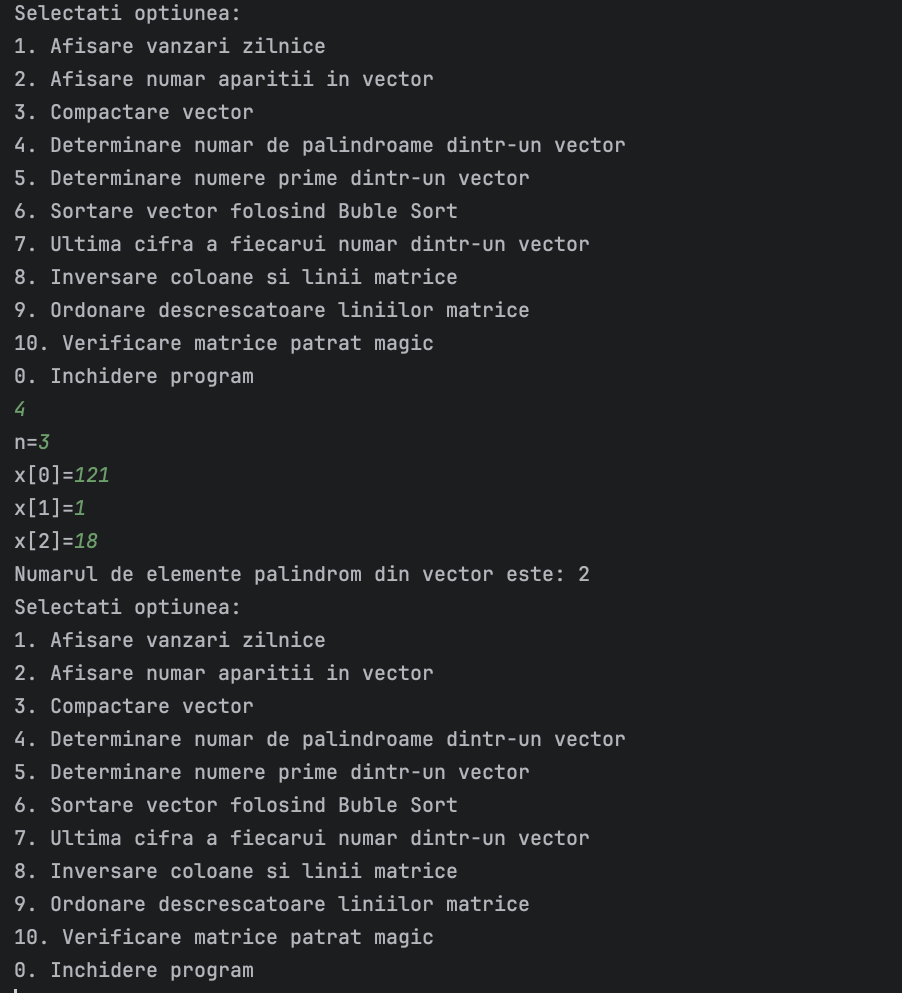 Selectati optiunea:
1. Afisare vanzari zilnice
2. Afisare numar aparitii in vector
3. Compactare vector
4. Determinare numar de palindroame dintr-un vector
5. Determinare numere prime dintr-un vector
6. Sortare vector folosind Buble Sort
7. Ultima cifra a fiecarui numar dintr-un vector
8. Inversare coloane si linii matrice
9. Ordonare descrescatoare liniilor matrice
10. Verificare matrice patrat magic
0. Inchidere program
4
n=3
x[0]=121
x[1]=1
x[2]=18
Numarul de elemente palindrom din vector este: 2
Selectati optiunea:
1. Afisare vanzari zilnice
2. Afisare numar aparitii in vector
3. Compactare vector
4. Determinare numar de palindroame dintr-un vector
5. Determinare numere prime dintr-un vector
6. Sortare vector folosind Buble Sort
7. Ultima cifra a fiecarui numar dintr-un vector
8. Inversare coloane si linii matrice
9. Ordonare descrescatoare liniilor matrice
10. Verificare matrice patrat magic
0. Inchidere program